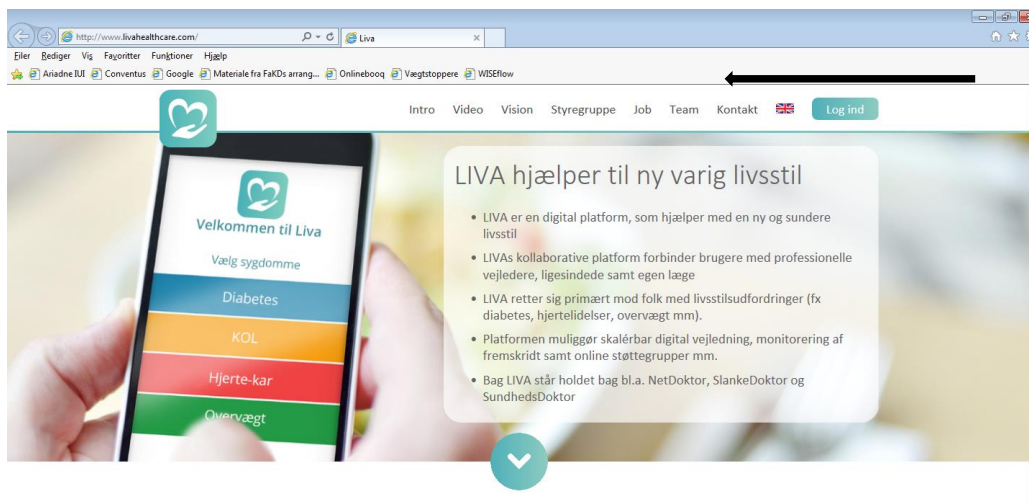 http://www.livahealthcare.com/
Liva
Filer Rediger Vis Favoritter Funktioner Hjælp
Ariadne IUI Conventus Google Materiale fra FaKDs arrang... Onlinebooq Vægtstoppere WISEflow
Intro Video Vision Styregruppe Job Team Kontakt Log ind
Velkommen til Liva
Vælg sygdomme
Diabetes
KOL
Hjerte-kar
Overvægt
LIVA hjælper til ny varig livsstil
• LIVA er en digital platform, som hjælper med en ny og sundere
livsstil
• LIVAs kollaborative platform forbinder brugere med professionelle
vejledere, ligesindede samt egen læge
• LIVA retter sig primært mod folk med livsstilsudfordringer (fx
diabetes, hjertelidelser, overvægt mm).
• Platformen muliggør skalérbar digital vejledning, monitorering af
fremskridt samt online støttegrupper mm.
• Bag LIVA står holdet bag bl.a. NetDoktor, SlankeDoktor og
SundhedsDoktor